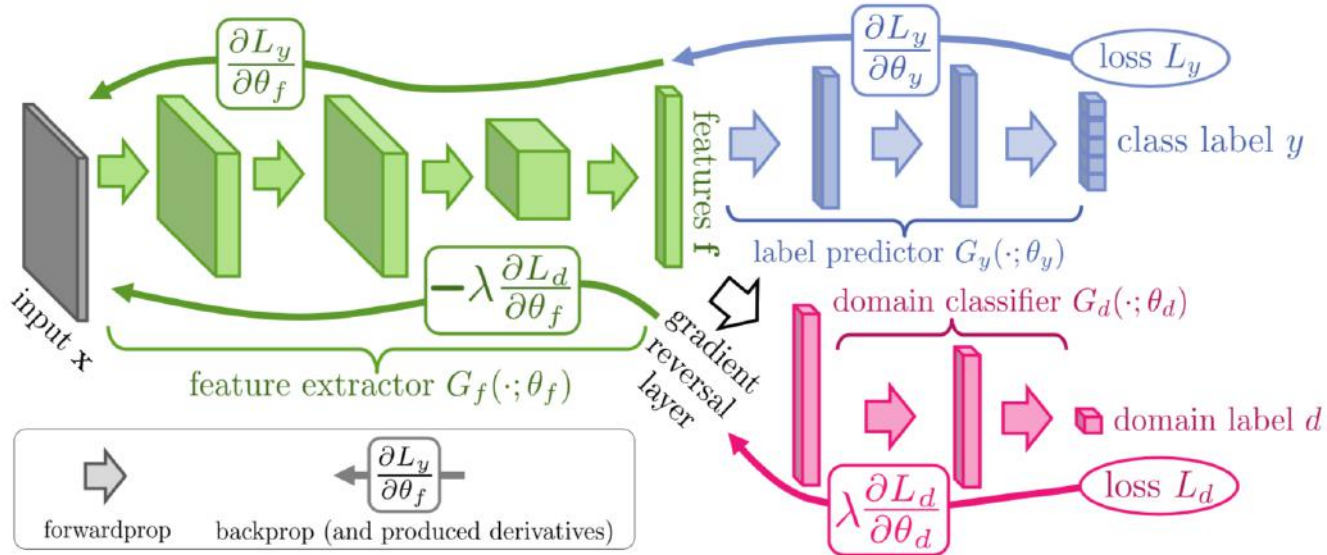 ∂L_y/∂θ_f
∂L_y/∂θ_y
loss L_y
input x
features f
class label y
label predictor G_y(·; θ_y)
−λ ∂L_d/∂θ_f
feature extractor G_f(·; θ_f)
gradient
reversal
layer
domain classifier G_d(·; θ_d)
domain label d
λ ∂L_d/∂θ_d
loss L_d
forwardprop
∂L_y/∂θ_f
backprop (and produced derivatives)